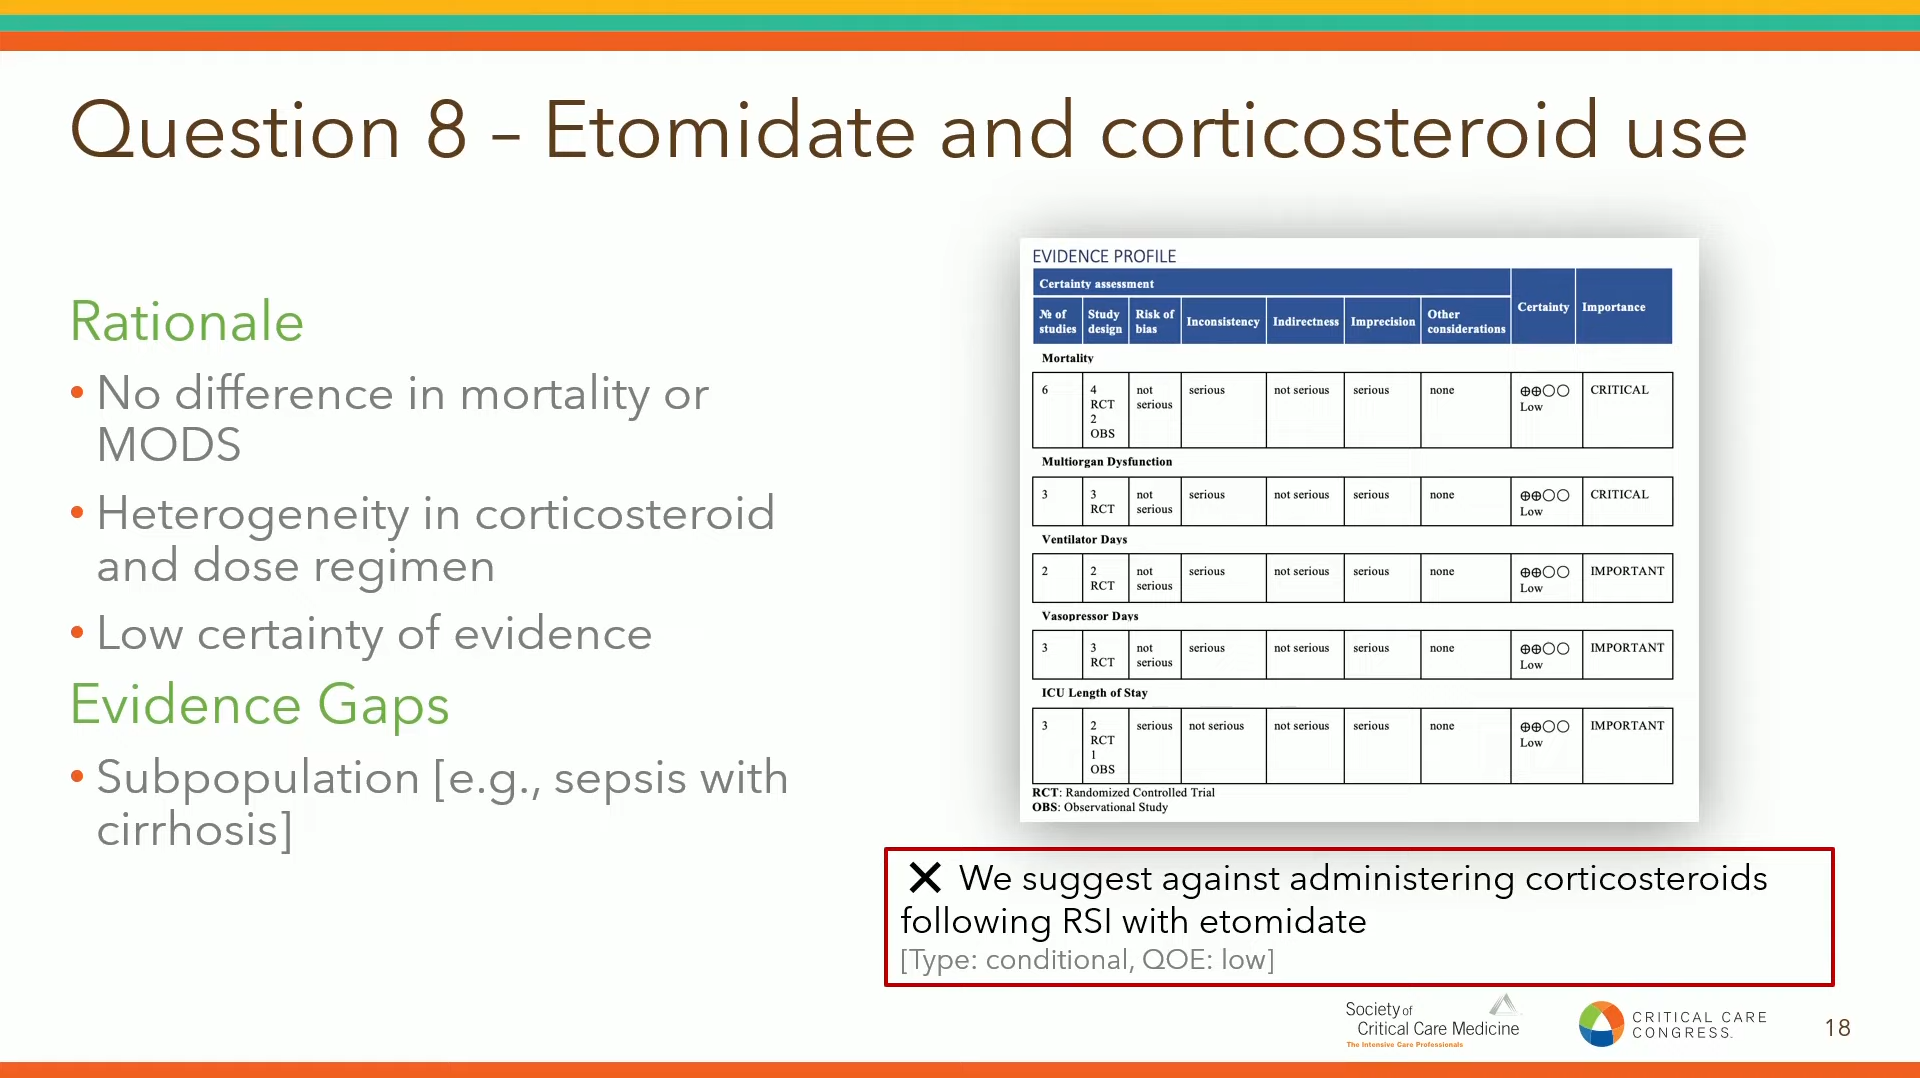 Question 8 – Etomidate and corticosteroid use
Rationale
• No difference in mortality or
MODS
• Heterogeneity in corticosteroid
and dose regimen
• Low certainty of evidence
Evidence Gaps
• Subpopulation [e.g., sepsis with
cirrhosis]
EVIDENCE PROFILE
Certainty assessment
Certainty Importance
№ of studies Study design Risk of bias Inconsistency Indirectness Imprecision Other considerations
Mortality
6 4 RCT 2 OBS not serious serious not serious serious none ⊕⊕○○ Low CRITICAL
Multiorgan Dysfunction
3 3 RCT not serious serious not serious serious none ⊕⊕○○ Low CRITICAL
Ventilator Days
2 2 RCT not serious serious not serious serious none ⊕⊕○○ Low IMPORTANT
Vasopressor Days
3 3 RCT not serious serious not serious serious none ⊕⊕○○ Low IMPORTANT
ICU Length of Stay
3 2 RCT 1 OBS serious not serious not serious serious none ⊕⊕○○ Low IMPORTANT
RCT: Randomized Controlled Trial
OBS: Observational Study
✕ We suggest against administering corticosteroids
following RSI with etomidate
[Type: conditional, QOE: low]
Society of
Critical Care Medicine
The Intensive Care Professionals
CRITICAL CARE
CONGRESS.
18